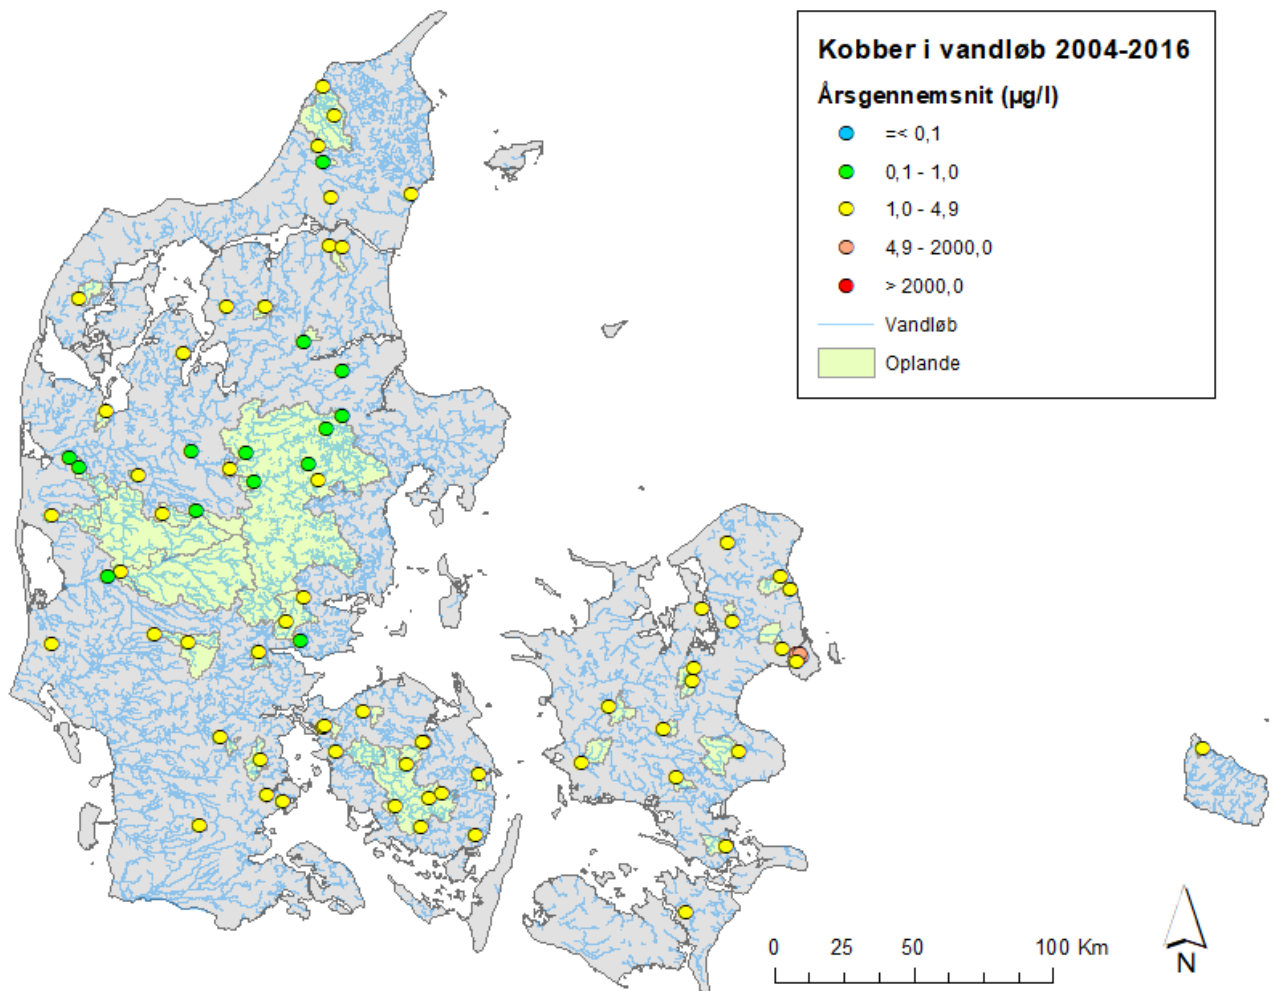 Kobber i vandløb 2004-2016
Årsgennemsnit (µg/l)
=< 0,1
0,1 - 1,0
1,0 - 4,9
4,9 - 2000,0
> 2000,0
Vandløb
Oplande
0 25 50 100 Km
N